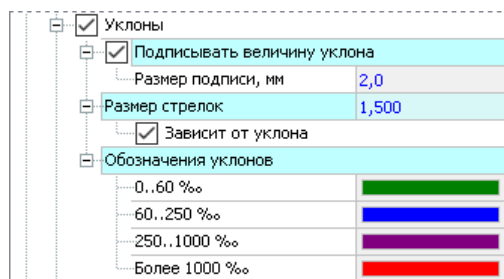 Уклоны
Подписывать величину уклона
Размер подписи, мм 2,0
Размер стрелок 1,500
Зависит от уклона
Обозначения уклонов
0..60 ‰
60..250 ‰
250..1000 ‰
Более 1000 ‰